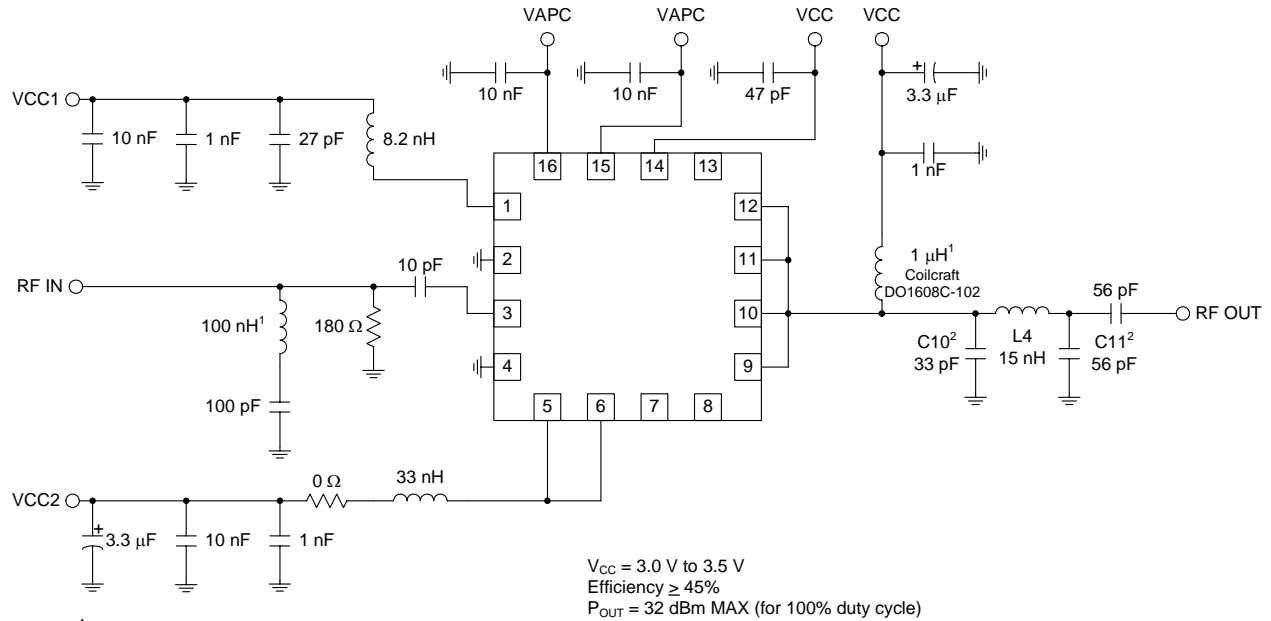 VAPC
VAPC
VCC
VCC
10 nF
10 nF
47 pF
+
3.3 µF
VCC1
10 nF
1 nF
27 pF
8.2 nH
1 nF
16
15
14
13
1
12
2
11
3
10
4
9
5
6
7
8
RF IN
10 pF
100 nH¹
180 Ω
100 pF
1 µH¹
Coilcraft
DO1608C-102
56 pF
RF OUT
C10²
33 pF
L4
15 nH
C11²
56 pF
VCC2
0 Ω
33 nH
+
3.3 µF
10 nF
1 nF
V_CC = 3.0 V to 3.5 V
Efficiency ≥ 45%
P_OUT = 32 dBm MAX (for 100% duty cycle)
1